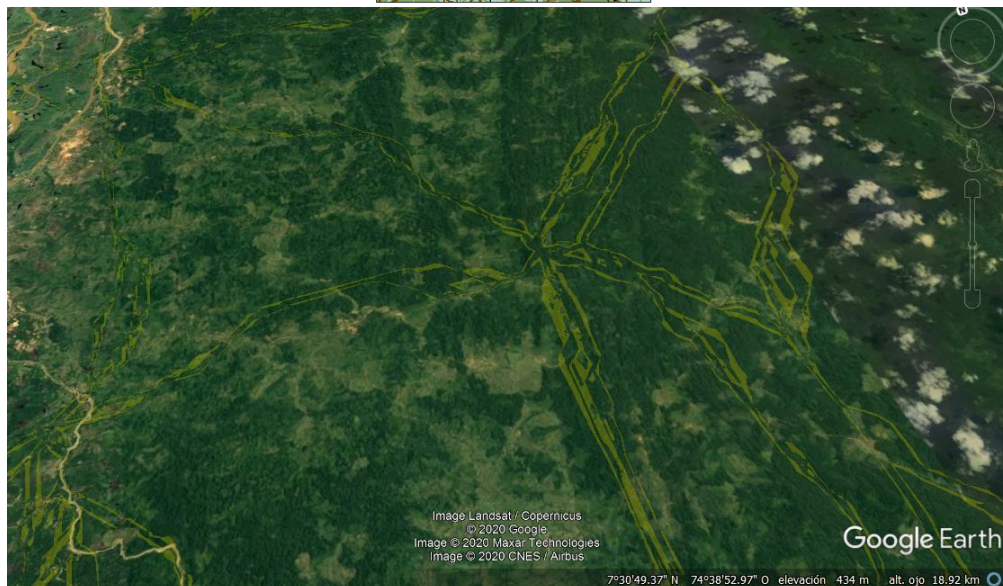 N
Image Landsat / Copernicus
© 2020 Google
Image © 2020 Maxar Technologies
Image © 2020 CNES / Airbus
Google Earth
7°30'49.37" N 74°38'52.97" O elevación 434 m alt. ojo 18.92 km